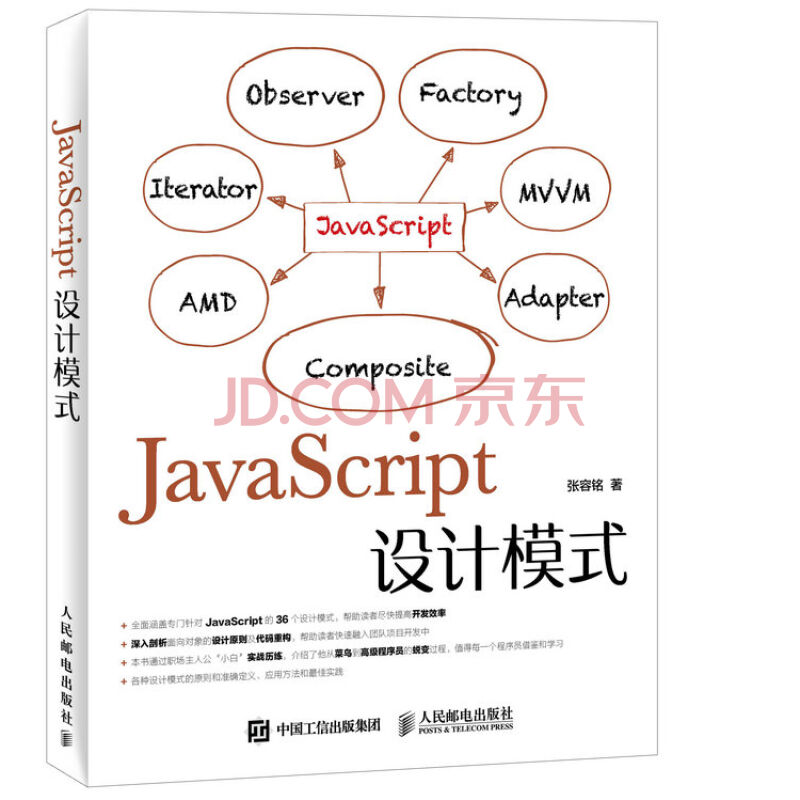 Observer
Factory
Iterator
MVVM
JavaScript
AMD
Adapter
Composite
JD.COM 京东
JavaScript
张容铭 著
设计模式
全面涵盖专门针对 JavaScript 的 36 个设计模式，帮助读者尽快提高开发效率
深入剖析面向对象的设计原则及代码重构，帮助读者快速融入团队项目开发中
本书通过职场主人公“小白”实战历练，介绍了他从菜鸟到高级程序员的蜕变过程，值得每一个程序员借鉴和学习
各种设计模式的原则和准确定义、应用方法和最佳实践
中国工信出版集团
人民邮电出版社
POSTS & TELECOM PRESS
JavaScript 设计模式
人民邮电出版社